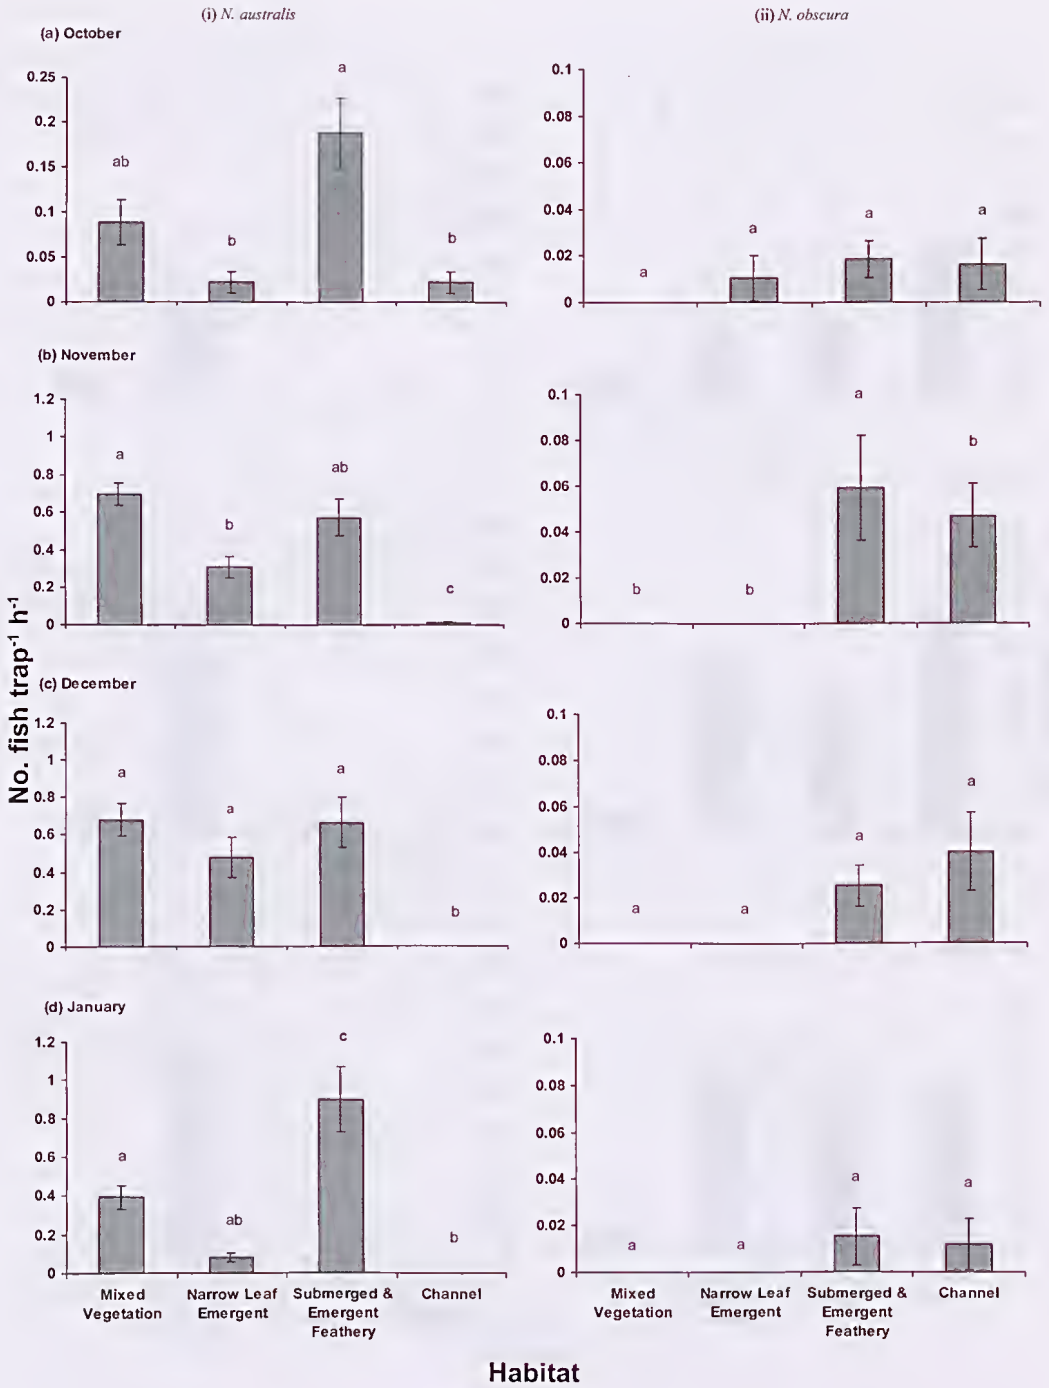 (i) N. australis
(ii) N. obscura
(a) October
0.25
0.2
0.15
0.1
0.05
0
ab
b
a
b
0.1
0.08
0.06
0.04
0.02
0
a
a
a
a
(b) November
1.2
1
0.8
0.6
0.4
0.2
0
a
b
ab
c
0.1
0.08
0.06
0.04
0.02
0
b
b
a
b
(c) December
1.2
1
0.8
0.6
0.4
0.2
0
a
a
a
b
0.1
0.08
0.06
0.04
0.02
0
a
a
a
a
(d) January
1.2
1
0.8
0.6
0.4
0.2
0
a
ab
c
b
0.1
0.08
0.06
0.04
0.02
0
a
a
a
a
Mixed
Vegetation
Narrow Leaf
Emergent
Submerged &
Emergent
Feathery
Channel
Mixed
Vegetation
Narrow Leaf
Emergent
Submerged &
Emergent
Feathery
Channel
No. fish trap⁻¹ h⁻¹
Habitat